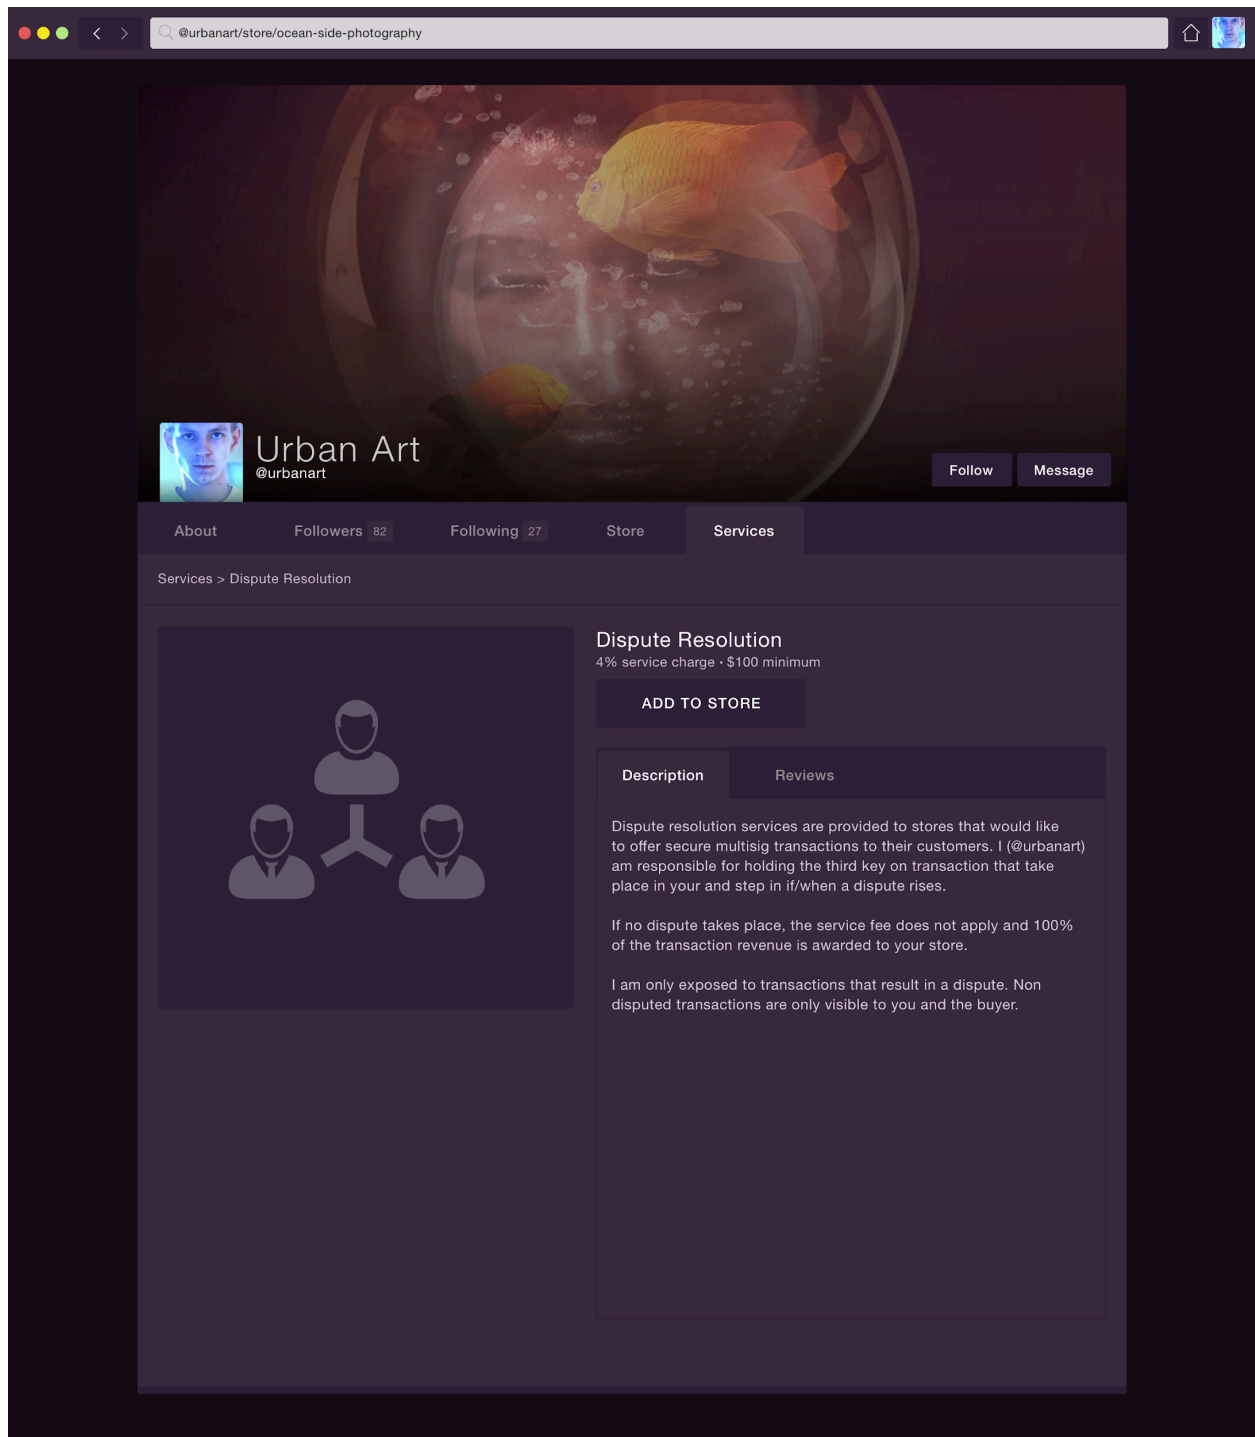 @urbanart/store/ocean-side-photography
Urban Art
@urbanart
Follow
Message
About
Followers 82
Following 27
Store
Services
Services > Dispute Resolution
Dispute Resolution
4% service charge • $100 minimum
ADD TO STORE
Description
Reviews
Dispute resolution services are provided to stores that would like
to offer secure multisig transactions to their customers. I (@urbanart)
am responsible for holding the third key on transaction that take
place in your and step in if/when a dispute rises.
If no dispute takes place, the service fee does not apply and 100%
of the transaction revenue is awarded to your store.
I am only exposed to transactions that result in a dispute. Non
disputed transactions are only visible to you and the buyer.